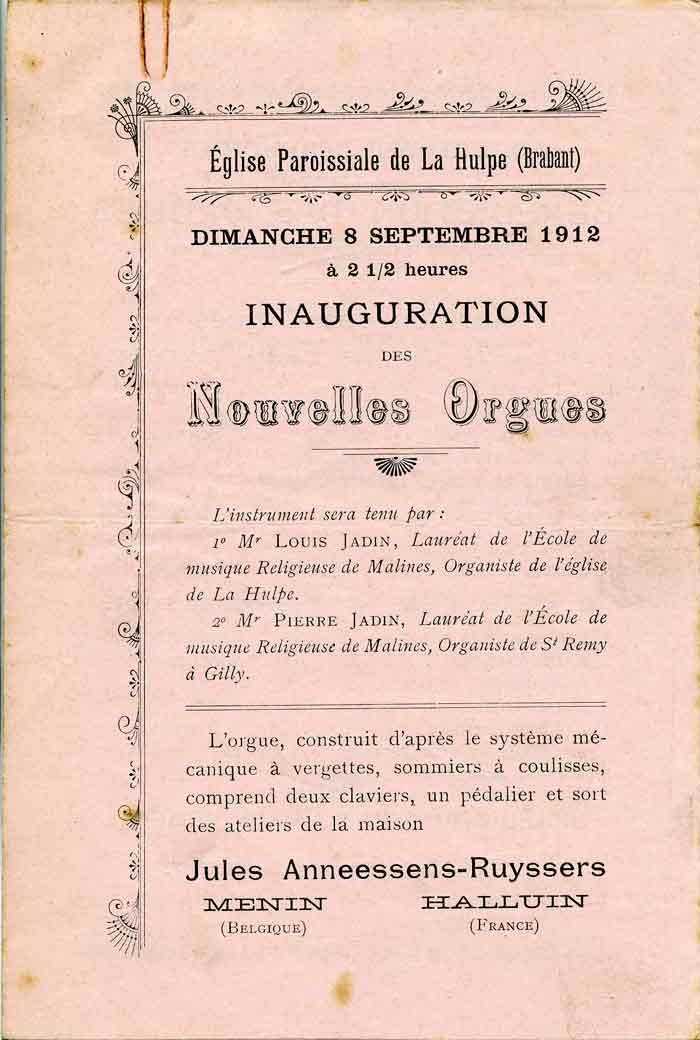 Église Paroissiale de La Hulpe (Brabant)
DIMANCHE 8 SEPTEMBRE 1912
à 2 1/2 heures
INAUGURATION
DES
Nouvelles Orgues
L'instrument sera tenu par :
1º Mr LOUIS JADIN, Lauréat de l'École de
musique Religieuse de Malines, Organiste de l'église
de La Hulpe.
2º Mr PIERRE JADIN, Lauréat de l'École de
musique Religieuse de Malines, Organiste de St Remy
à Gilly.
L'orgue, construit d'après le système mé-
canique à vergettes, sommiers à coulisses,
comprend deux claviers, un pédalier et sort
des ateliers de la maison
Jules Anneessens-Ruyssers
MENIN HALLUIN
(BELGIQUE) (FRANCE)